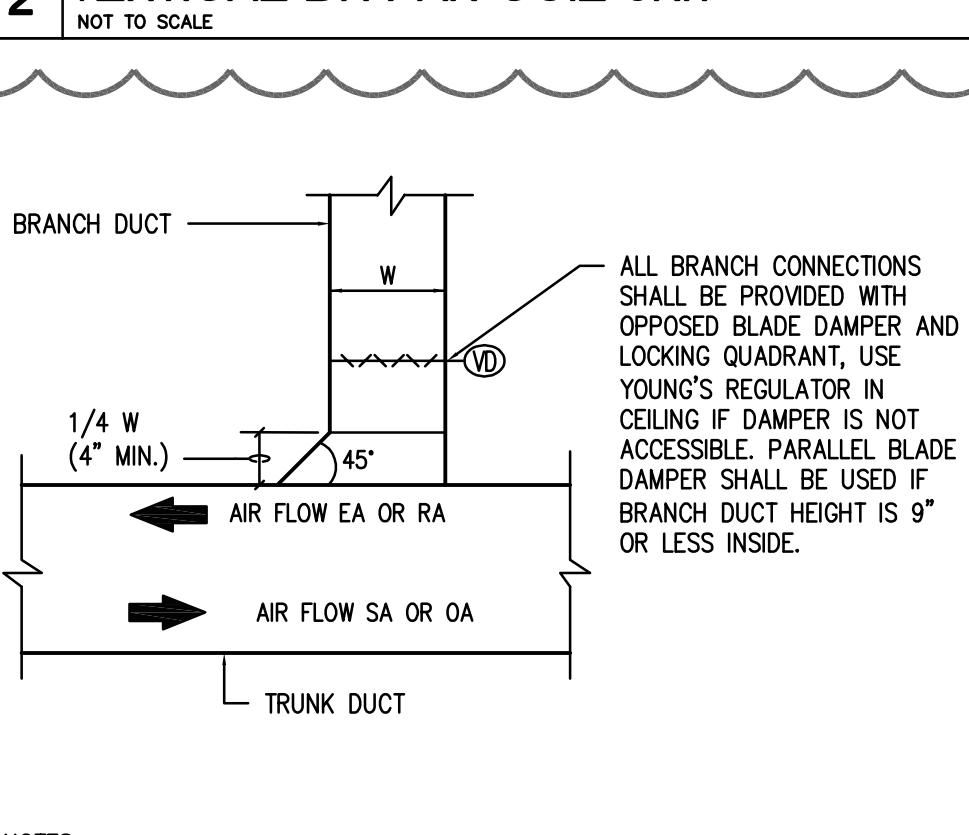 2
NOT TO SCALE
BRANCH DUCT
W
ALL BRANCH CONNECTIONS
SHALL BE PROVIDED WITH
OPPOSED BLADE DAMPER AND
LOCKING QUADRANT, USE
YOUNG'S REGULATOR IN
CEILING IF DAMPER IS NOT
ACCESSIBLE. PARALLEL BLADE
DAMPER SHALL BE USED IF
BRANCH DUCT HEIGHT IS 9"
OR LESS INSIDE.
VD
1/4 W
(4" MIN.)
45°
AIR FLOW EA OR RA
AIR FLOW SA OR OA
TRUNK DUCT